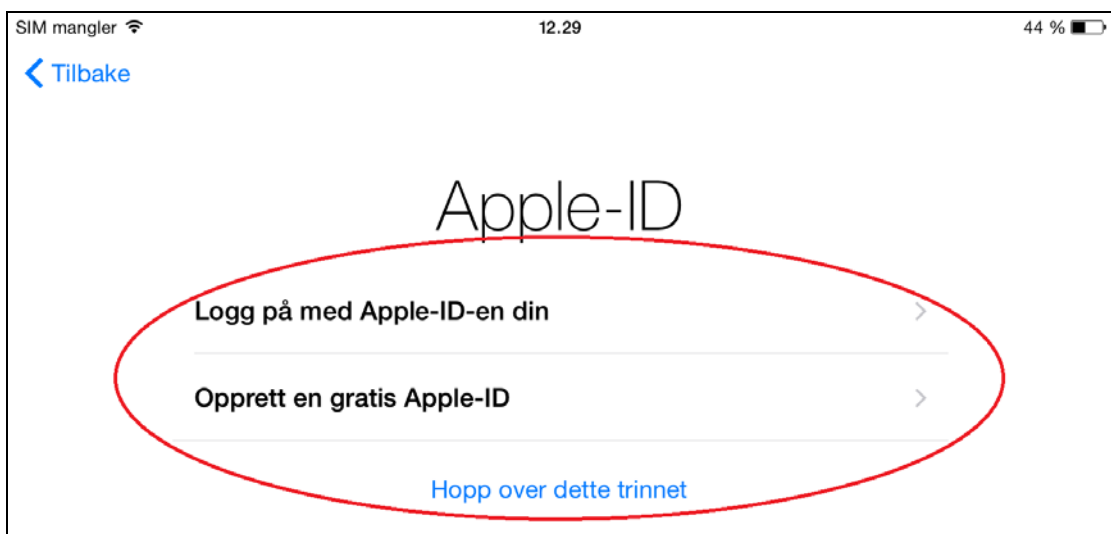 SIM mangler 12.29 44 %
Tilbake
Apple-ID
Logg på med Apple-ID-en din
Opprett en gratis Apple-ID
Hopp over dette trinnet